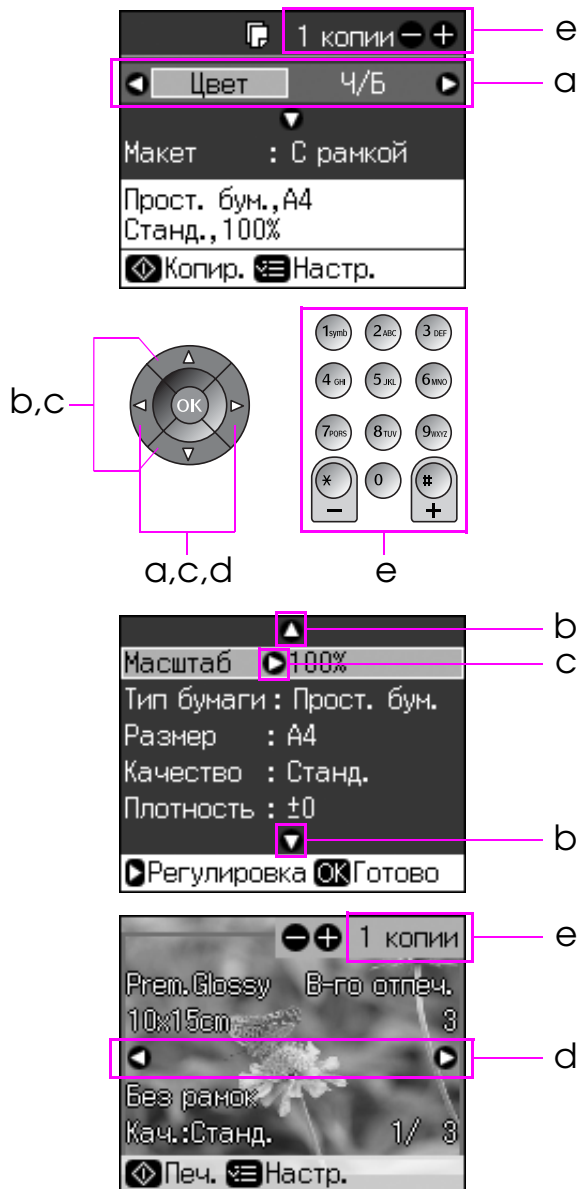 1 копии e
Цвет Ч/Б a
Макет : С рамкой
Прост. бум.,A4
Станд.,100%
Копир. Настр.
b,c
OK
a,c,d
1symb 2ABC 3DEF
4GHI 5JKL 6MNO
7PQRS 8TUV 9WXYZ
* 0 #
− +
e
b
Масштаб 100% c
Тип бумаги : Прост. бум.
Размер : A4
Качество : Станд.
Плотность : ±0
b
Регулировка OK Готово
1 копии e
Prem.Glossy В-го отпеч.
10x15cm 3
d
Без рамок
Кач.:Станд. 1/ 3
Печ. Настр.